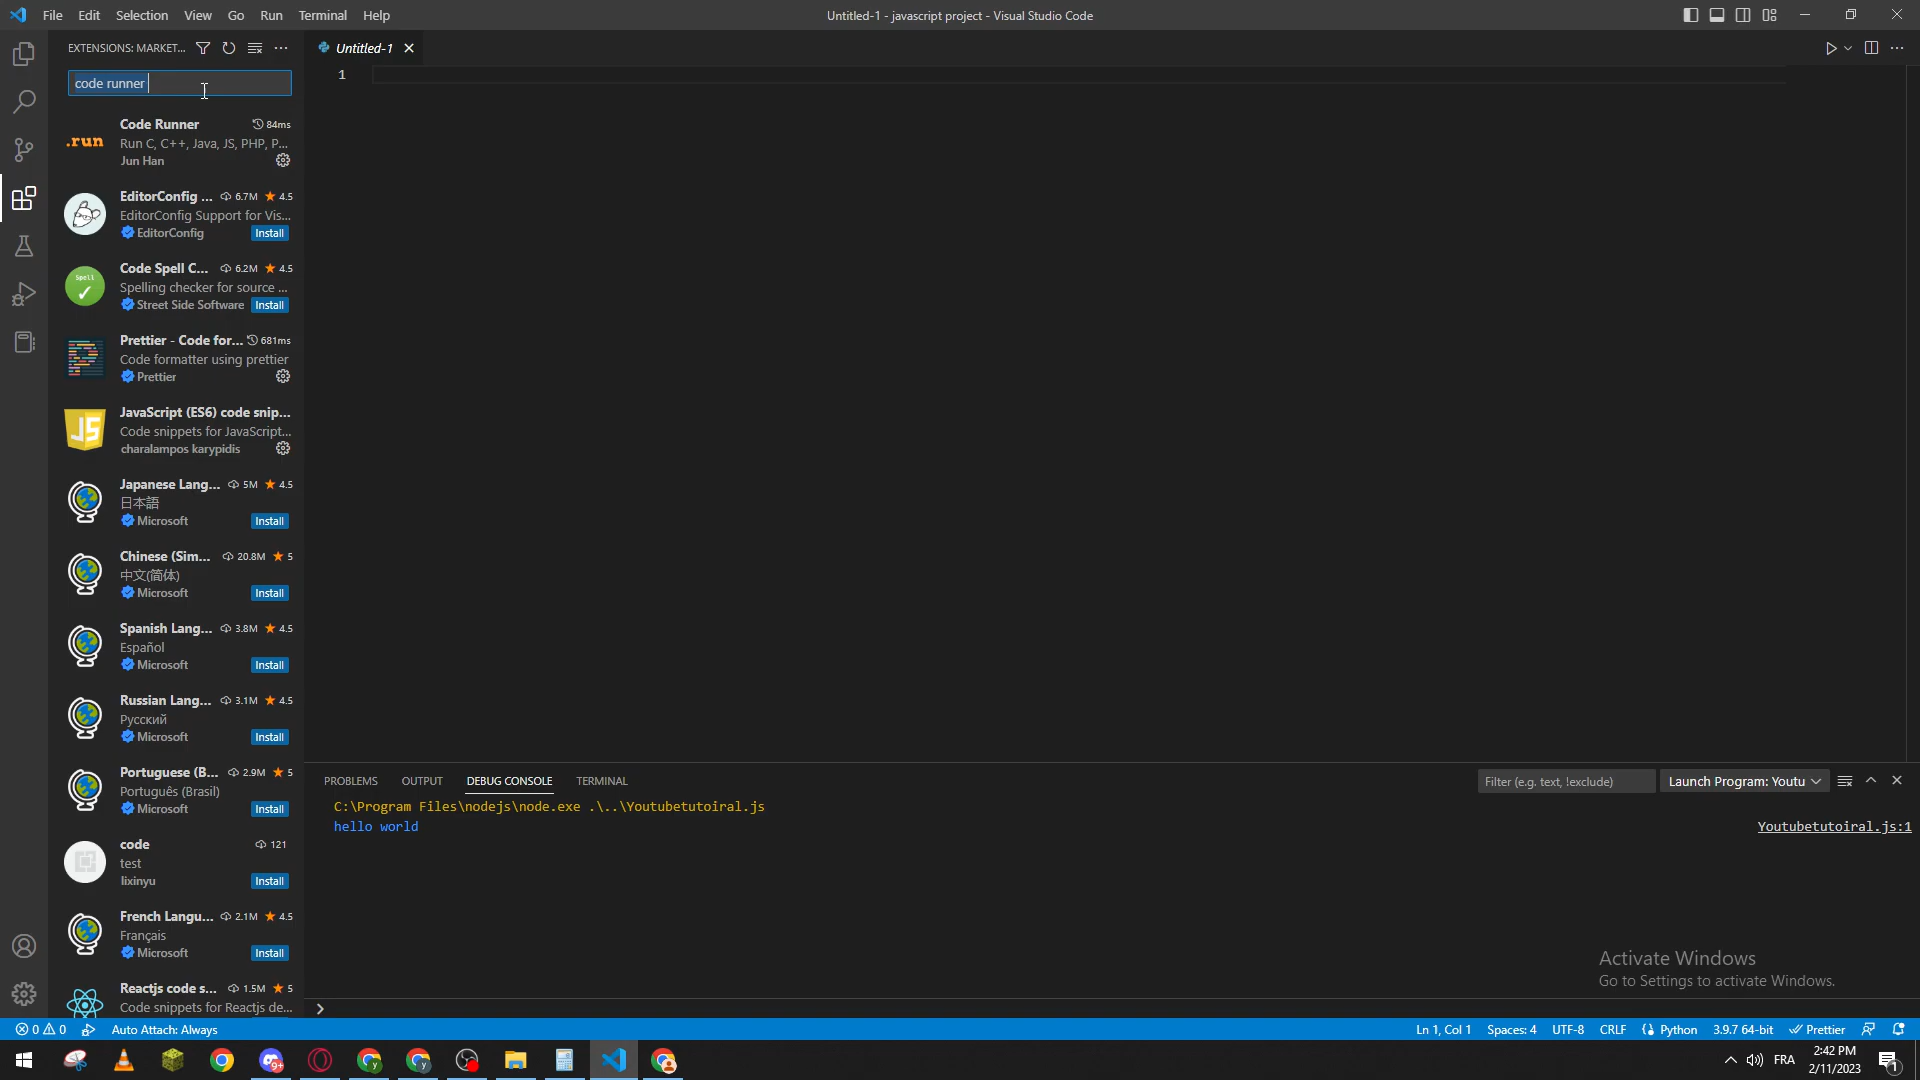 File Edit Selection View Go Run Terminal Help
Untitled-1 - javascript project - Visual Studio Code
EXTENSIONS: MARKET...
Untitled-1
code runner
1
.run
Code Runner 84ms
Run C, C++, Java, JS, PHP, P...
Jun Han
EditorConfig ... 6.7M 4.5
EditorConfig Support for Vis...
EditorConfig Install
Spell
Code Spell C... 6.2M 4.5
Spelling checker for source ...
Street Side Software Install
Prettier - Code for... 681ms
Code formatter using prettier
Prettier
JS
JavaScript (ES6) code snip...
Code snippets for JavaScript...
charalampos karypidis
Japanese Lang... 5M 4.5
日本語
Microsoft Install
Chinese (Sim... 20.8M 5
中文(简体)
Microsoft Install
Spanish Lang... 3.8M 4.5
Español
Microsoft Install
Russian Lang... 3.1M 4.5
Русский
Microsoft Install
Portuguese (B... 2.9M 5
Português (Brasil)
Microsoft Install
code 121
test
lixinyu Install
French Langu... 2.1M 4.5
Français
Microsoft Install
Reactjs code s... 1.5M 5
Code snippets for Reactjs de...
PROBLEMS OUTPUT DEBUG CONSOLE TERMINAL
Filter (e.g. text, !exclude) Launch Program: Youtu
C:\Program Files\nodejs\node.exe .\..\Youtubetutoiral.js
hello world Youtubetutoiral.js:1
Activate Windows
Go to Settings to activate Windows.
0 0 Auto Attach: Always
Ln 1, Col 1 Spaces: 4 UTF-8 CRLF Python 3.9.7 64-bit Prettier
9+
FRA
2:42 PM
2/11/2023
1